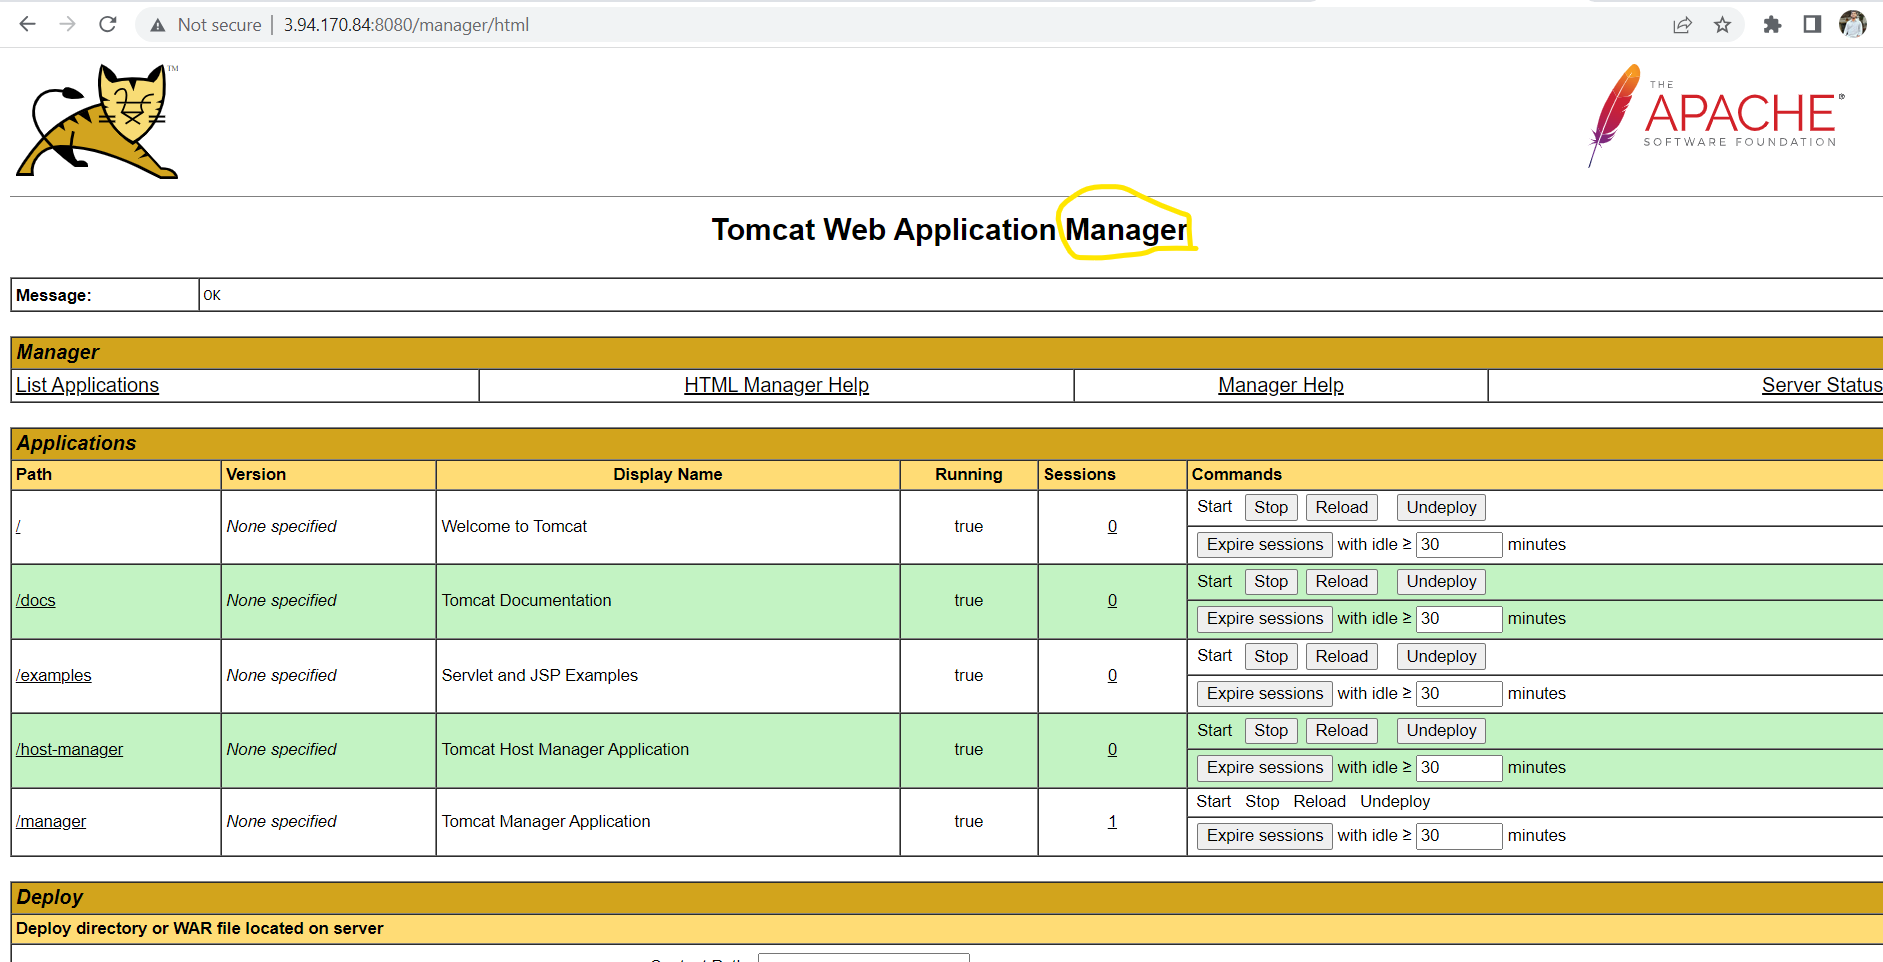 Not secure | 3.94.170.84:8080/manager/html
TM
THE
APACHE®
SOFTWARE FOUNDATION
Tomcat Web Application Manager
Message: OK
Manager
List Applications HTML Manager Help Manager Help Server Status
Applications
Path Version Display Name Running Sessions Commands
/ None specified Welcome to Tomcat true 0 Start Stop Reload Undeploy
Expire sessions with idle ≥ 30 minutes
/docs None specified Tomcat Documentation true 0 Start Stop Reload Undeploy
Expire sessions with idle ≥ 30 minutes
/examples None specified Servlet and JSP Examples true 0 Start Stop Reload Undeploy
Expire sessions with idle ≥ 30 minutes
/host-manager None specified Tomcat Host Manager Application true 0 Start Stop Reload Undeploy
Expire sessions with idle ≥ 30 minutes
/manager None specified Tomcat Manager Application true 1 Start Stop Reload Undeploy
Expire sessions with idle ≥ 30 minutes
Deploy
Deploy directory or WAR file located on server